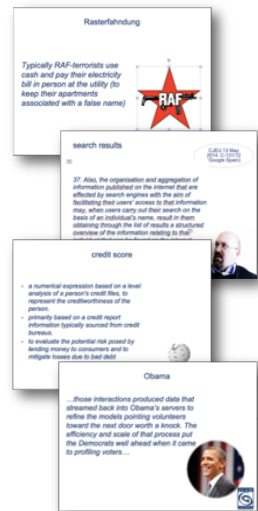 Rasterfahndung
Typically RAF-terrorists use
cash and pay their electricity
bill in person at the utility (to
keep their apartments
associated with a false name)
RAF
search results
CJEU 13 May
2014, C-131/12
Google Spain)
37. Also, the organisation and aggregation of
information published on the internet that are
effected by search engines with the aim of
facilitating their users' access to that information
may, when users carry out their search on the
basis of an individual's name, result in them
obtaining through the list of results a structured
overview of the information relating to that
credit score
• a numerical expression based on a level
analysis of a person's credit files, to
represent the creditworthiness of the
person.
• primarily based on a credit report
information typically sourced from credit
bureaus.
• to evaluate the potential risk posed by
lending money to consumers and to
mitigate losses due to bad debt
Obama
…those interactions produced data that
streamed back into Obama's servers to
refine the models pointing volunteers
toward the next door worth a knock. The
efficiency and scale of that process put
the Democrats well ahead when it came
to profiling voters…